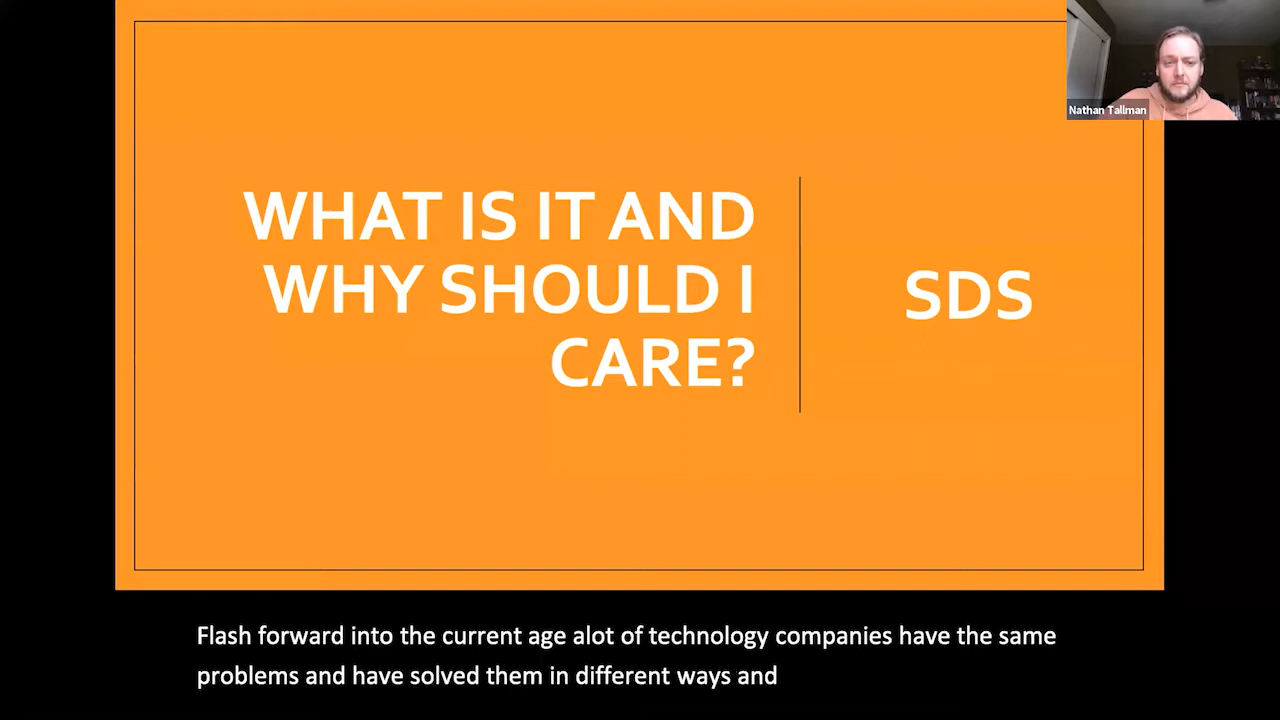 Nathan Tallman
WHAT IS IT AND
WHY SHOULD I
CARE?
SDS
Flash forward into the current age alot of technology companies have the same
problems and have solved them in different ways and